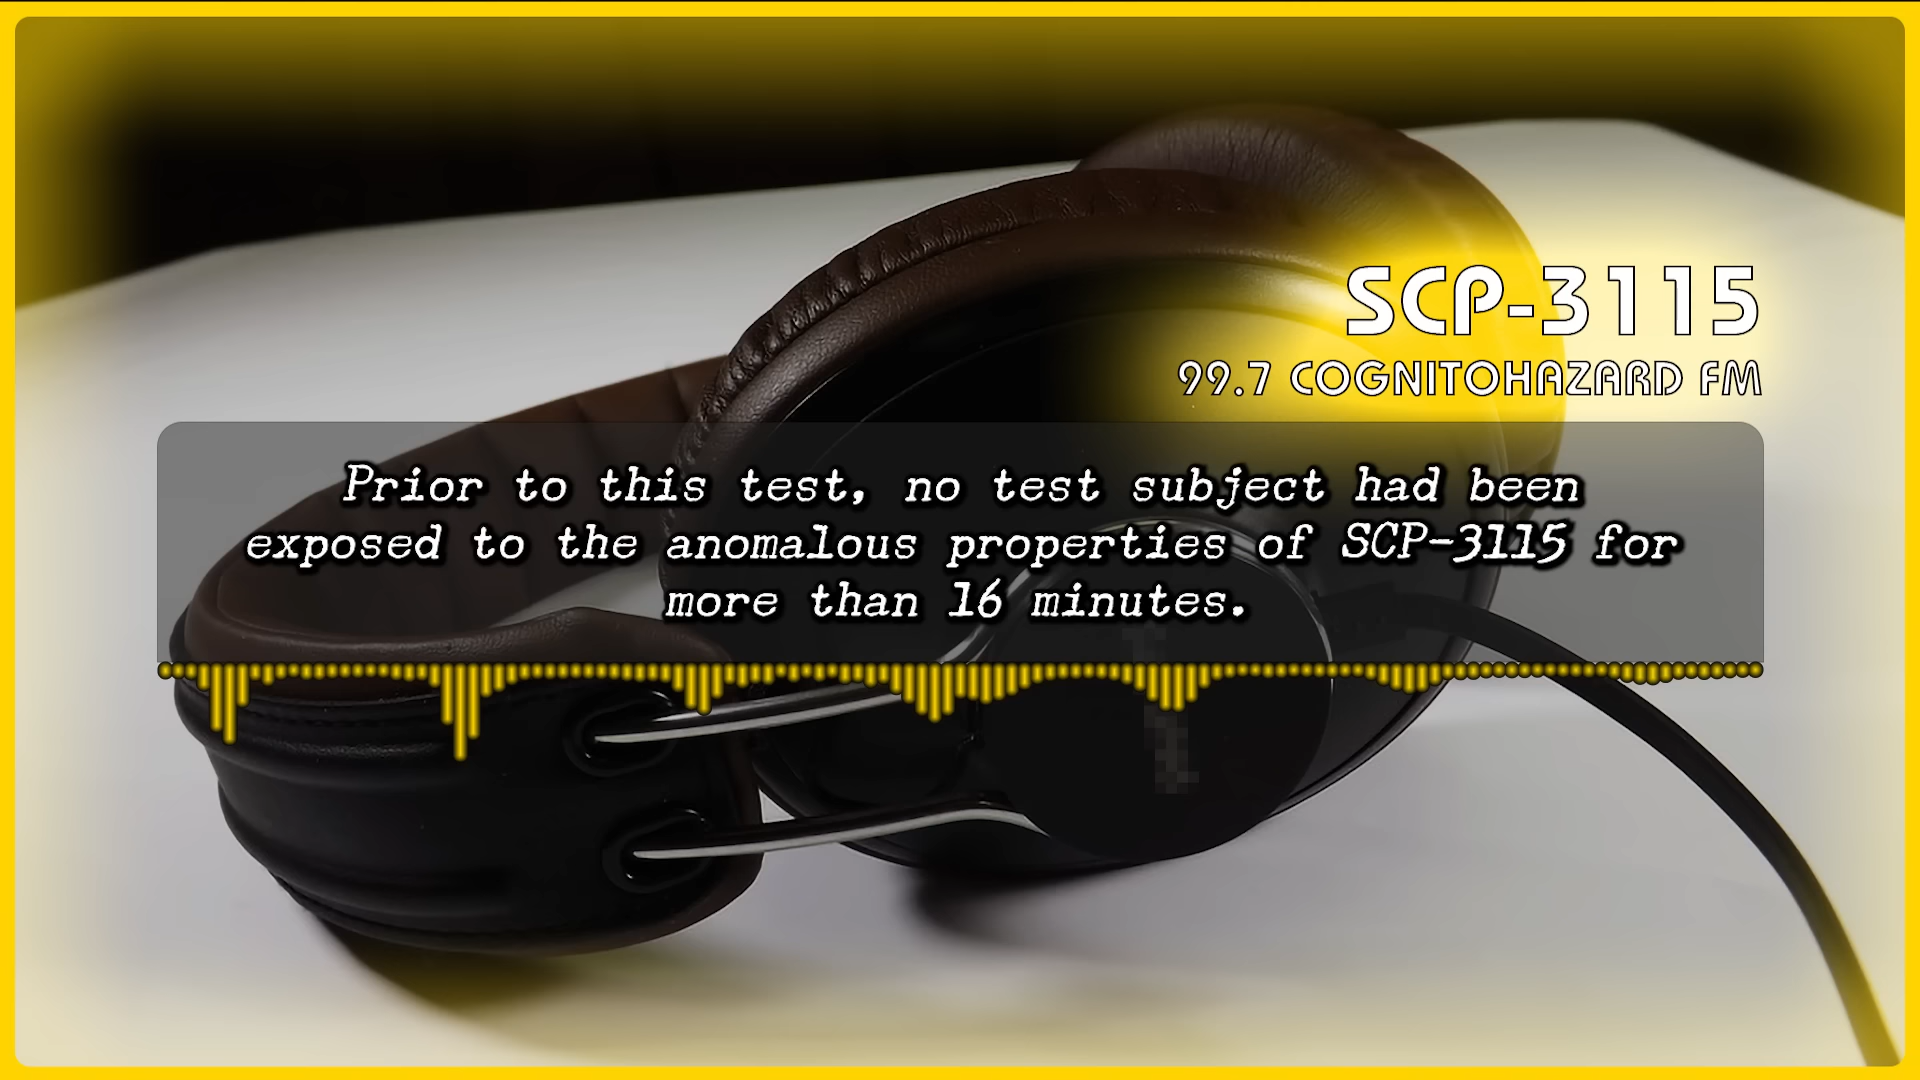 SCP-3115
99.7 COGNITOHAZARD FM
Prior to this test, no test subject had been
exposed to the anomalous properties of SCP-3115 for
more than 16 minutes.